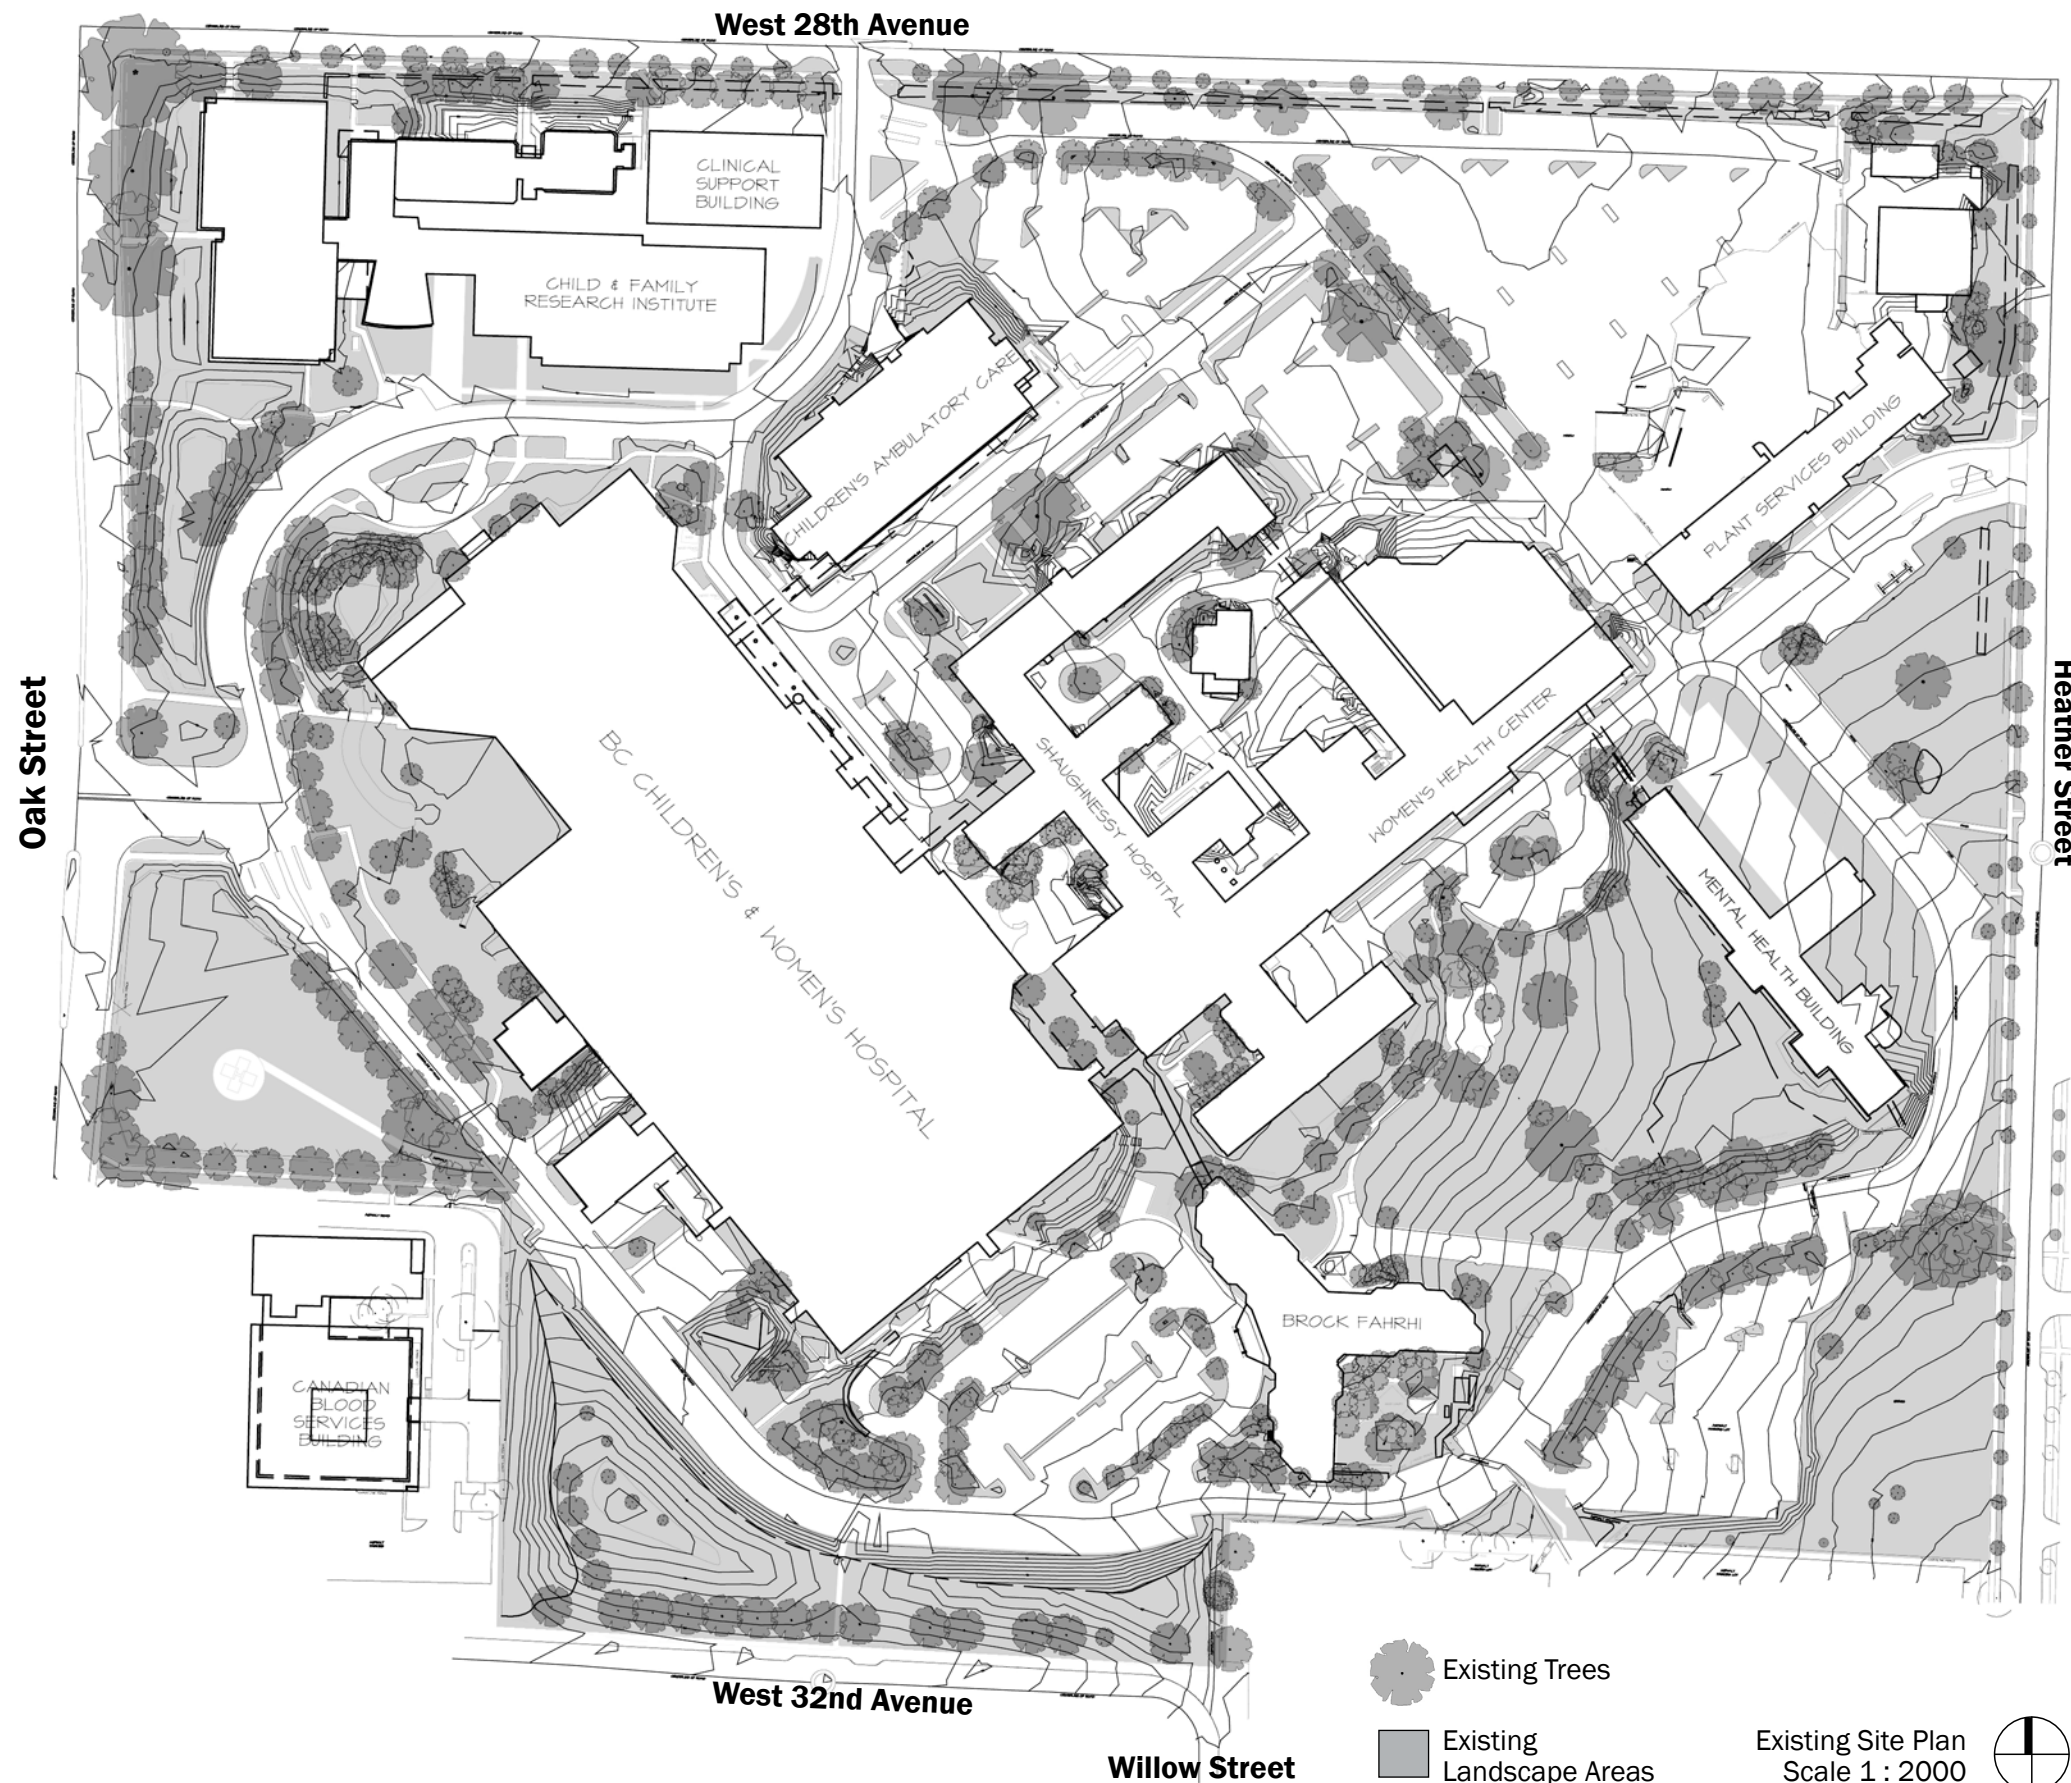 West 28th Avenue
CLINICAL
SUPPORT
BUILDING
CHILD & FAMILY
RESEARCH INSTITUTE
CHILDREN'S AMBULATORY CARE
PLANT SERVICES BUILDING
Oak Street
Heather Street
BC CHILDREN'S & WOMEN'S HOSPITAL
SHAUGHNESSY HOSPITAL
WOMEN'S HEALTH CENTER
MENTAL HEALTH BUILDING
BROCK FAHRHI
CANADIAN
BLOOD
SERVICES
BUILDING
Existing Trees
West 32nd Avenue
Existing
Landscape Areas
Existing Site Plan
Scale 1 : 2000
Willow Street